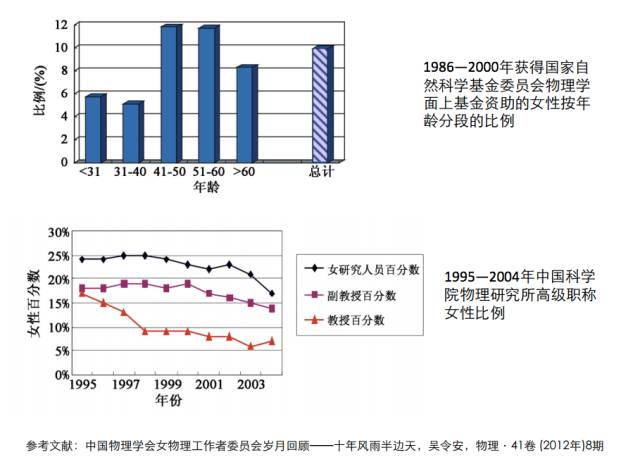 12
10
8
6
4
2
0
比例/(%)
<31 31-40 41-50 51-60 >60 总计
年龄
1986—2000年获得国家自
然科学基金委员会物理学
面上基金资助的女性按年
龄分段的比例
30%
25%
20%
15%
10%
5%
0%
女性百分数
1995 1997 1999 2001 2003
年份
女研究人员百分数
副教授百分数
教授百分数
1995—2004年中国科学
院物理研究所高级职称
女性比例
参考文献：中国物理学会女物理工作者委员会岁月回顾——十年风雨半边天，吴令安，物理·41卷 (2012年)8期